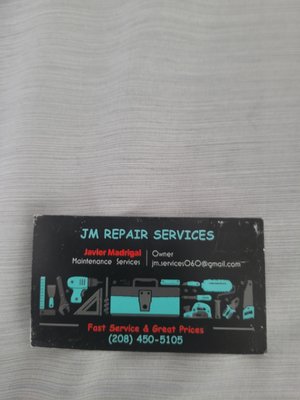 JM REPAIR SERVICES
Javier Madrigal | Owner
Maintenance Services | jm.services060@gmail.com
Fast Service & Great Prices
(208) 450-5105